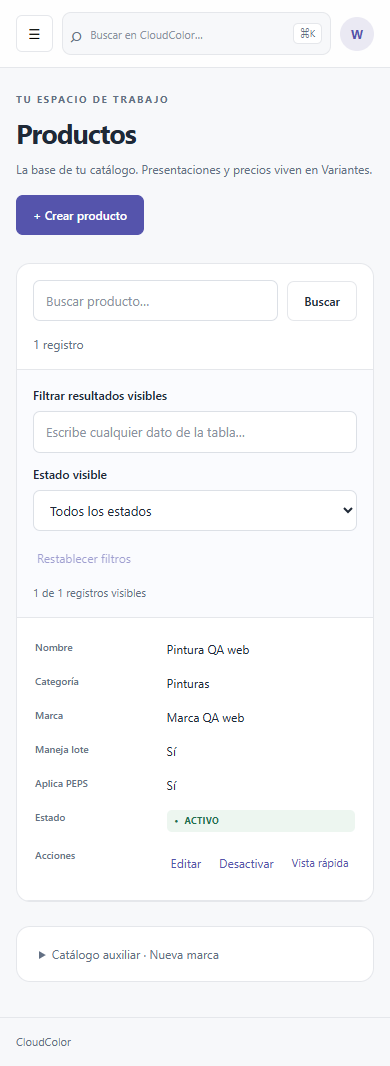 ☰
Buscar en CloudColor...
⌘K
W
TU ESPACIO DE TRABAJO
Productos
La base de tu catálogo. Presentaciones y precios viven en Variantes.
+ Crear producto
Buscar producto...
Buscar
1 registro
Filtrar resultados visibles
Escribe cualquier dato de la tabla...
Estado visible
Todos los estados
Restablecer filtros
1 de 1 registros visibles
Nombre Pintura QA web
Categoría Pinturas
Marca Marca QA web
Maneja lote Sí
Aplica PEPS Sí
Estado • ACTIVO
Acciones Editar Desactivar Vista rápida
▶ Catálogo auxiliar · Nueva marca
CloudColor